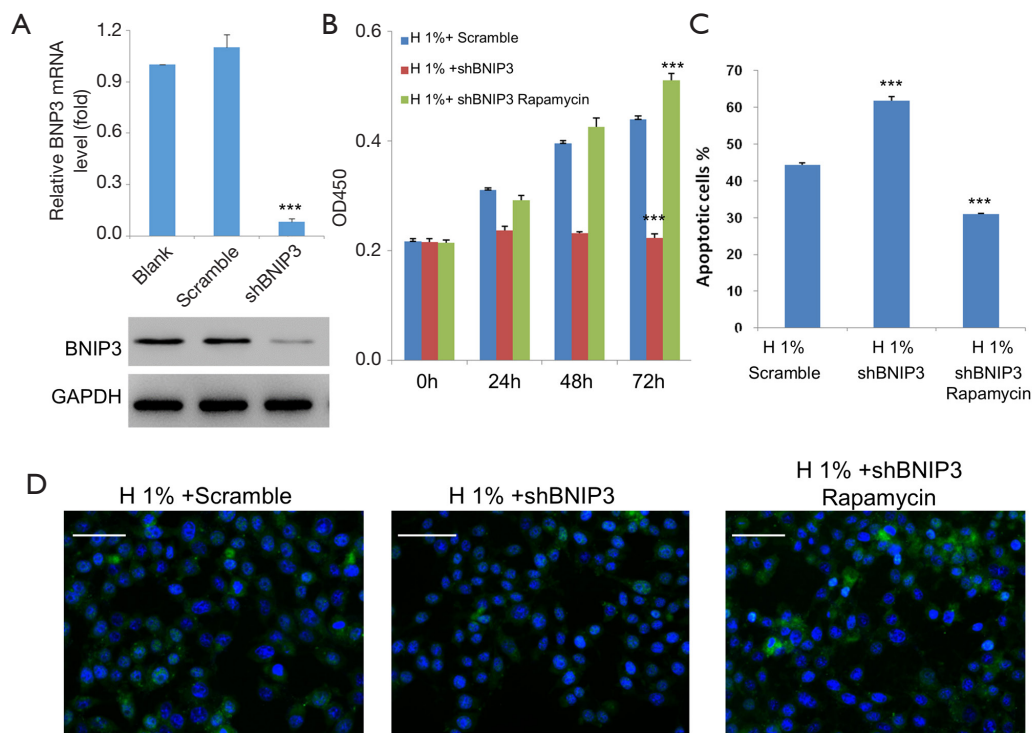 A
Relative BNP3 mRNA
level (fold)
1.2
0.9
0.6
0.3
0.0
Blank
Scramble
shBNIP3
***
BNIP3
GAPDH
B
OD450
0.6
0.4
0.2
0.0
H 1%+ Scramble
H 1% +shBNIP3
H 1%+ shBNIP3 Rapamycin
***
***
0h
24h
48h
72h
C
Apoptotic cells %
80
70
60
50
40
30
20
10
0
***
***
H 1%
Scramble
H 1%
shBNIP3
H 1%
shBNIP3
Rapamycin
D
H 1% +Scramble
H 1% +shBNIP3
H 1% +shBNIP3
Rapamycin